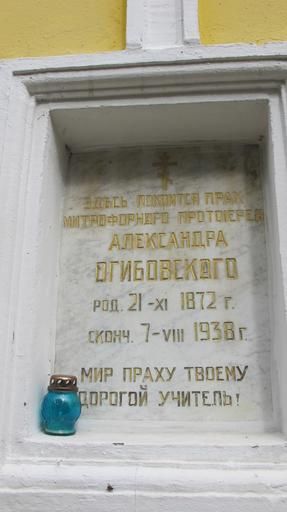 ЗДѢСЬ ПОКОИТСЯ ПРАХ
МИТРОФОРНАГО ПРОТОІЕРЕЯ
АЛЕКСАНДРА
ОГИБОВСКАГО
РОД. 21-XI 1872 Г.
СКОНЧ. 7-VIII 1938 Г.
МИР ПРАХУ ТВОЕМУ
ДОРОГОЙ УЧИТЕЛЬ!